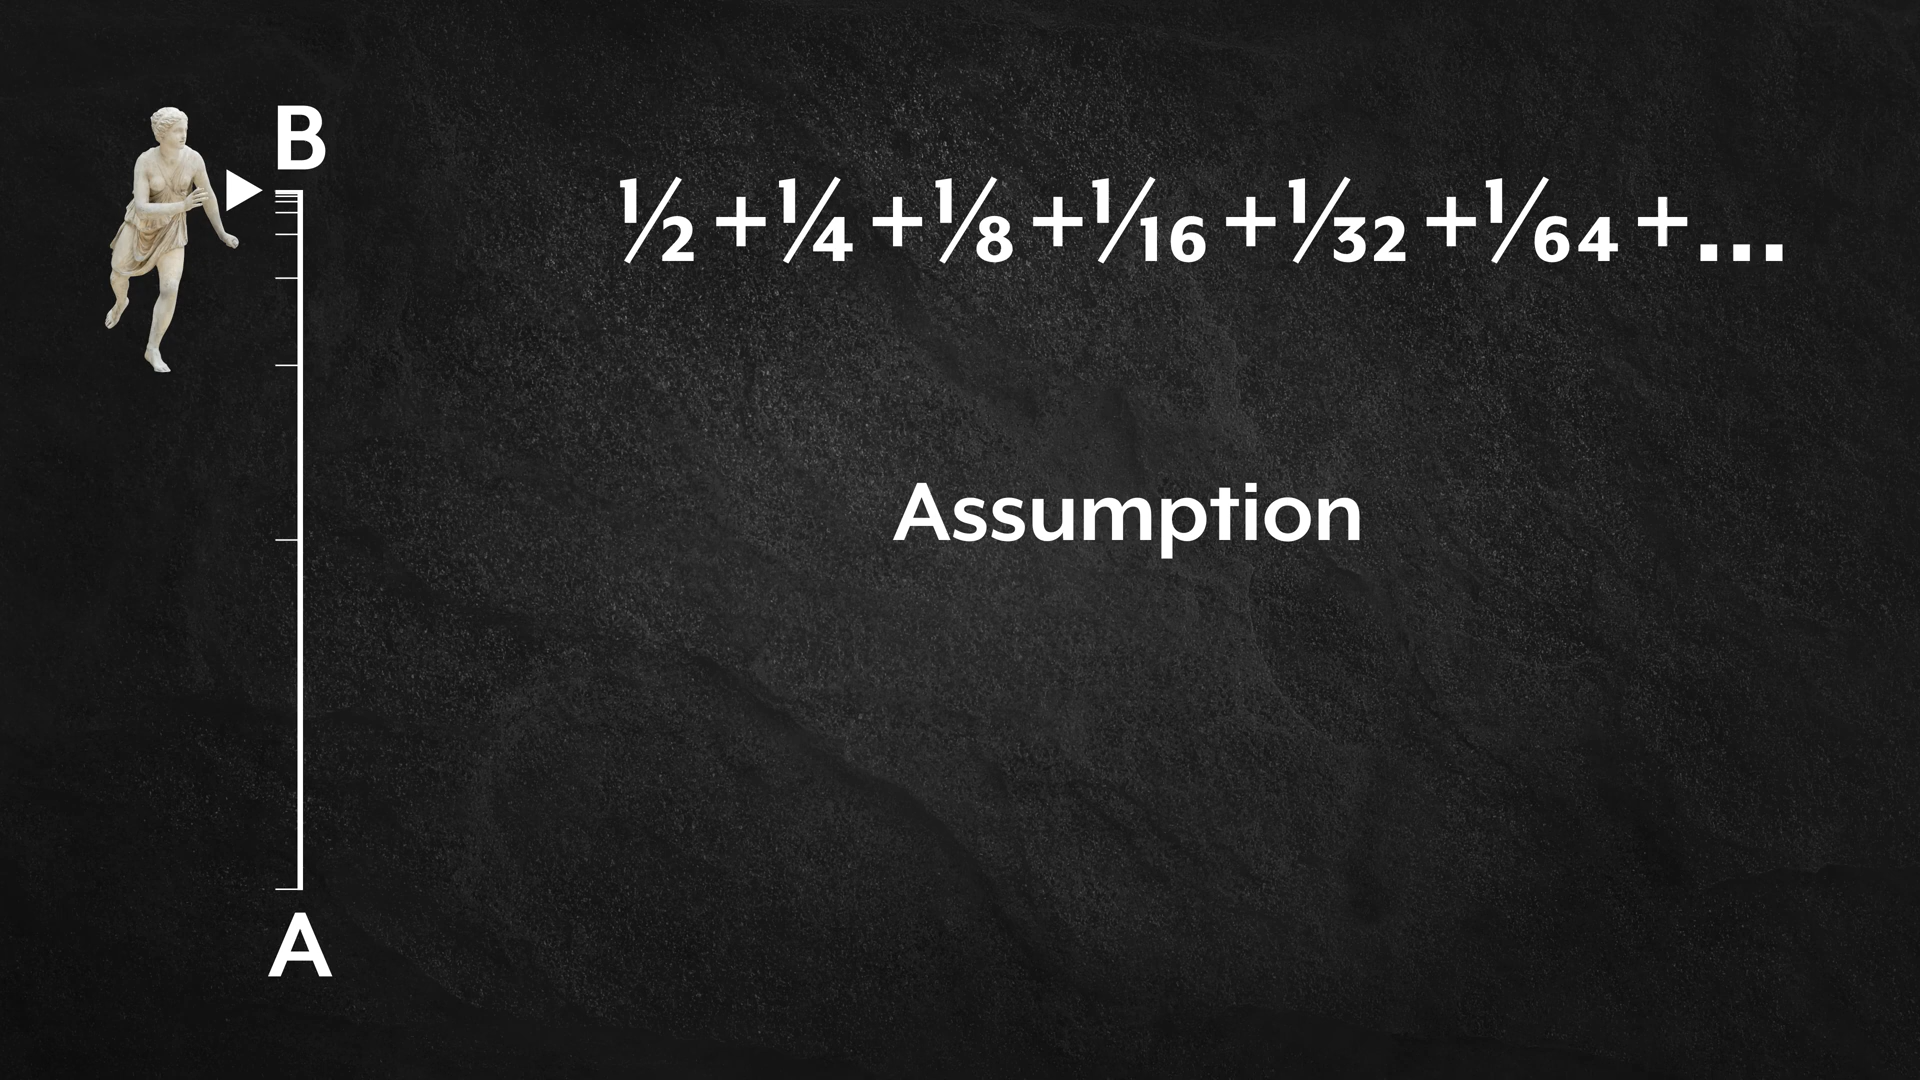 B
½ + ¼ + ⅛ + 1⁄16 + 1⁄32 + 1⁄64 + ...
Assumption
A